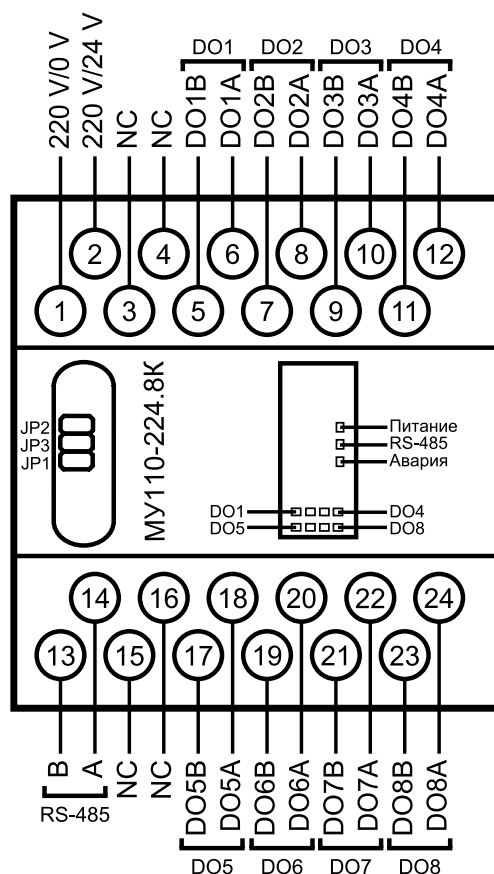 DO1 DO2 DO3 DO4
220 V/0 V
220 V/24 V
NC
NC
DO1B
DO1A
DO2B
DO2A
DO3B
DO3A
DO4B
DO4A
2 4 6 8 10 12
1 3 5 7 9 11
JP2
JP3
JP1
МУ110-224.8К
Питание
RS-485
Авария
DO1 DO4
DO5 DO8
14 16 18 20 22 24
13 15 17 19 21 23
B
A
NC
NC
DO5B
DO5A
DO6B
DO6A
DO7B
DO7A
DO8B
DO8A
RS-485
DO5 DO6 DO7 DO8